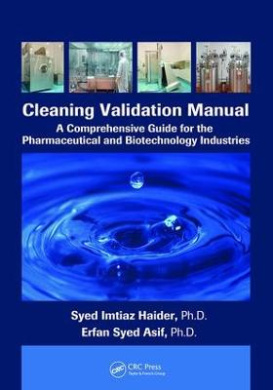 Cleaning Validation Manual
A Comprehensive Guide for the
Pharmaceutical and Biotechnology Industries
Syed Imtiaz Haider, Ph.D.
Erfan Syed Asif, Ph.D.
CRC Press
Taylor & Francis Group